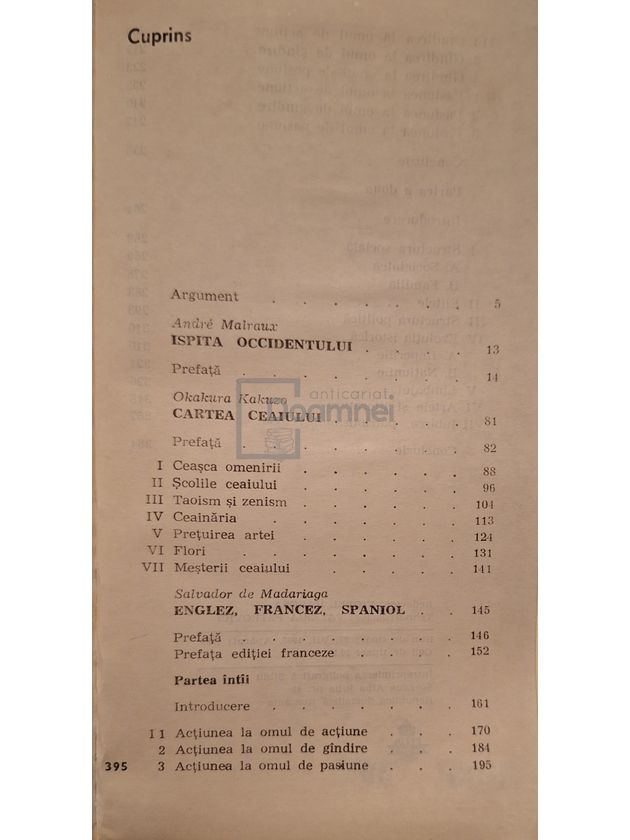 Cuprins
Argument . . . . . . . 5
André Malraux
ISPITA OCCIDENTULUI . . . . 13
Prefață . . . . . . . . 14
Okakura Kakuzo
CARTEA CEAIULUI . . . . . 81
Prefață . . . . . . . . 82
I Ceașca omenirii . . . . . . 88
II Școlile ceaiului . . . . . . 96
III Taoism și zenism . . . . . . 104
IV Ceainăria . . . . . . . 113
V Prețuirea artei . . . . . . 124
VI Flori . . . . . . . . 131
VII Meșterii ceaiului . . . . . . 141
Salvador de Madariaga
ENGLEZ, FRANCEZ, SPANIOL . . 145
Prefață . . . . . . . . 146
Prefața ediției franceze . . . . 152
Partea întîi
Introducere . . . . . . . 161
I 1 Acțiunea la omul de acțiune . . . 170
2 Acțiunea la omul de gîndire . . . 184
395 3 Acțiunea la omul de pasiune . . . 195
anticariat
Doamnei